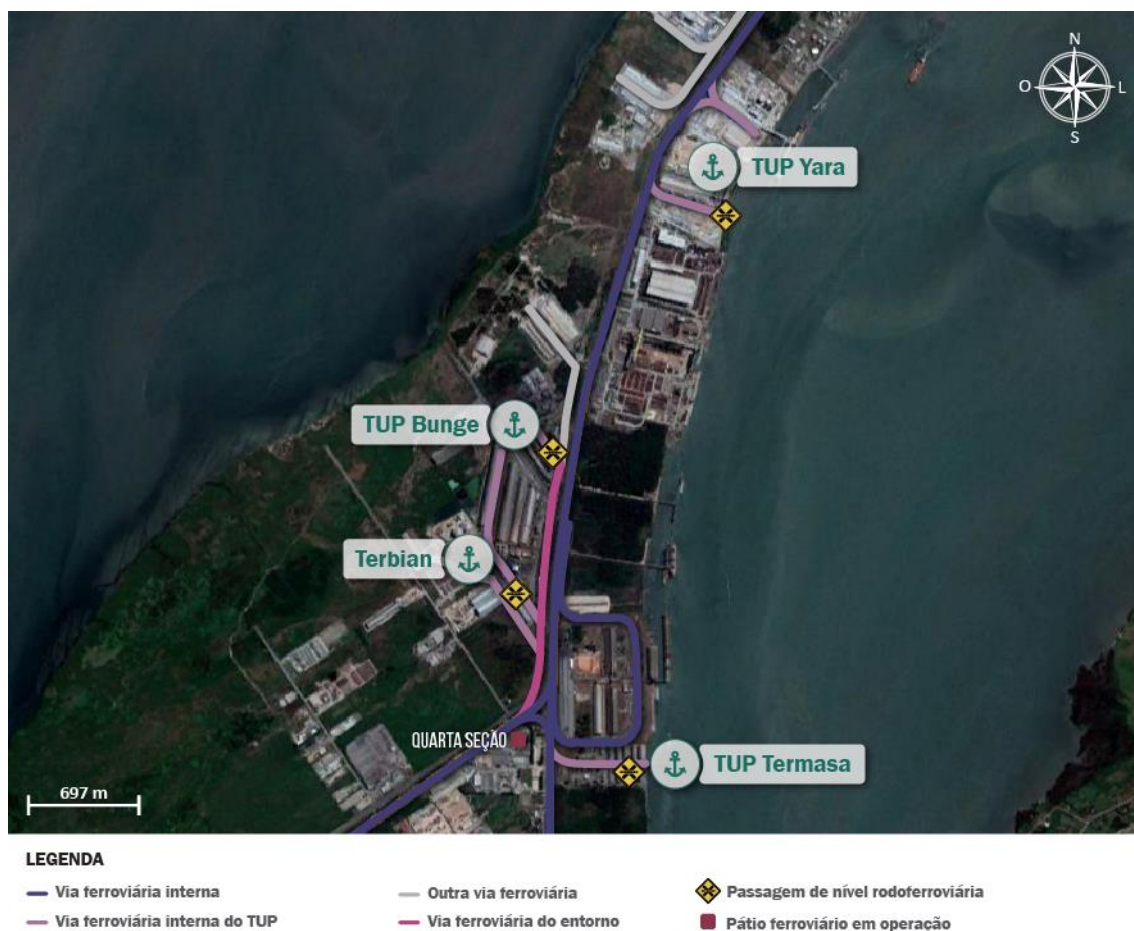 N
O
L
S
TUP Yara
TUP Bunge
Terbian
QUARTA SEÇÃO
TUP Termasa
697 m
LEGENDA
Via ferroviária interna
Outra via ferroviária
Passagem de nível rodoferroviária
Via ferroviária interna do TUP
Via ferroviária do entorno
Pátio ferroviário em operação